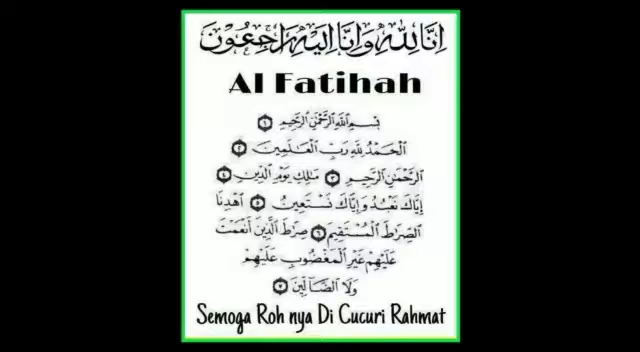 اِنَّا لِلّٰهِ وَاِنَّا اِلَيْهِ رَاجِعُوْنَ
Al Fatihah
بِسْمِ اللَّهِ الرَّحْمَٰنِ الرَّحِيمِ ١
الْحَمْدُ لِلَّهِ رَبِّ الْعَالَمِينَ ٢
الرَّحْمَٰنِ الرَّحِيمِ ٣ مَالِكِ يَوْمِ الدِّينِ ٤
إِيَّاكَ نَعْبُدُ وَإِيَّاكَ نَسْتَعِينُ ٥ اهْدِنَا
الصِّرَاطَ الْمُسْتَقِيمَ ٦ صِرَاطَ الَّذِينَ أَنْعَمْتَ
عَلَيْهِمْ غَيْرِ الْمَغْضُوبِ عَلَيْهِمْ
وَلَا الضَّالِّينَ ٧
Semoga Roh nya Di Cucuri Rahmat